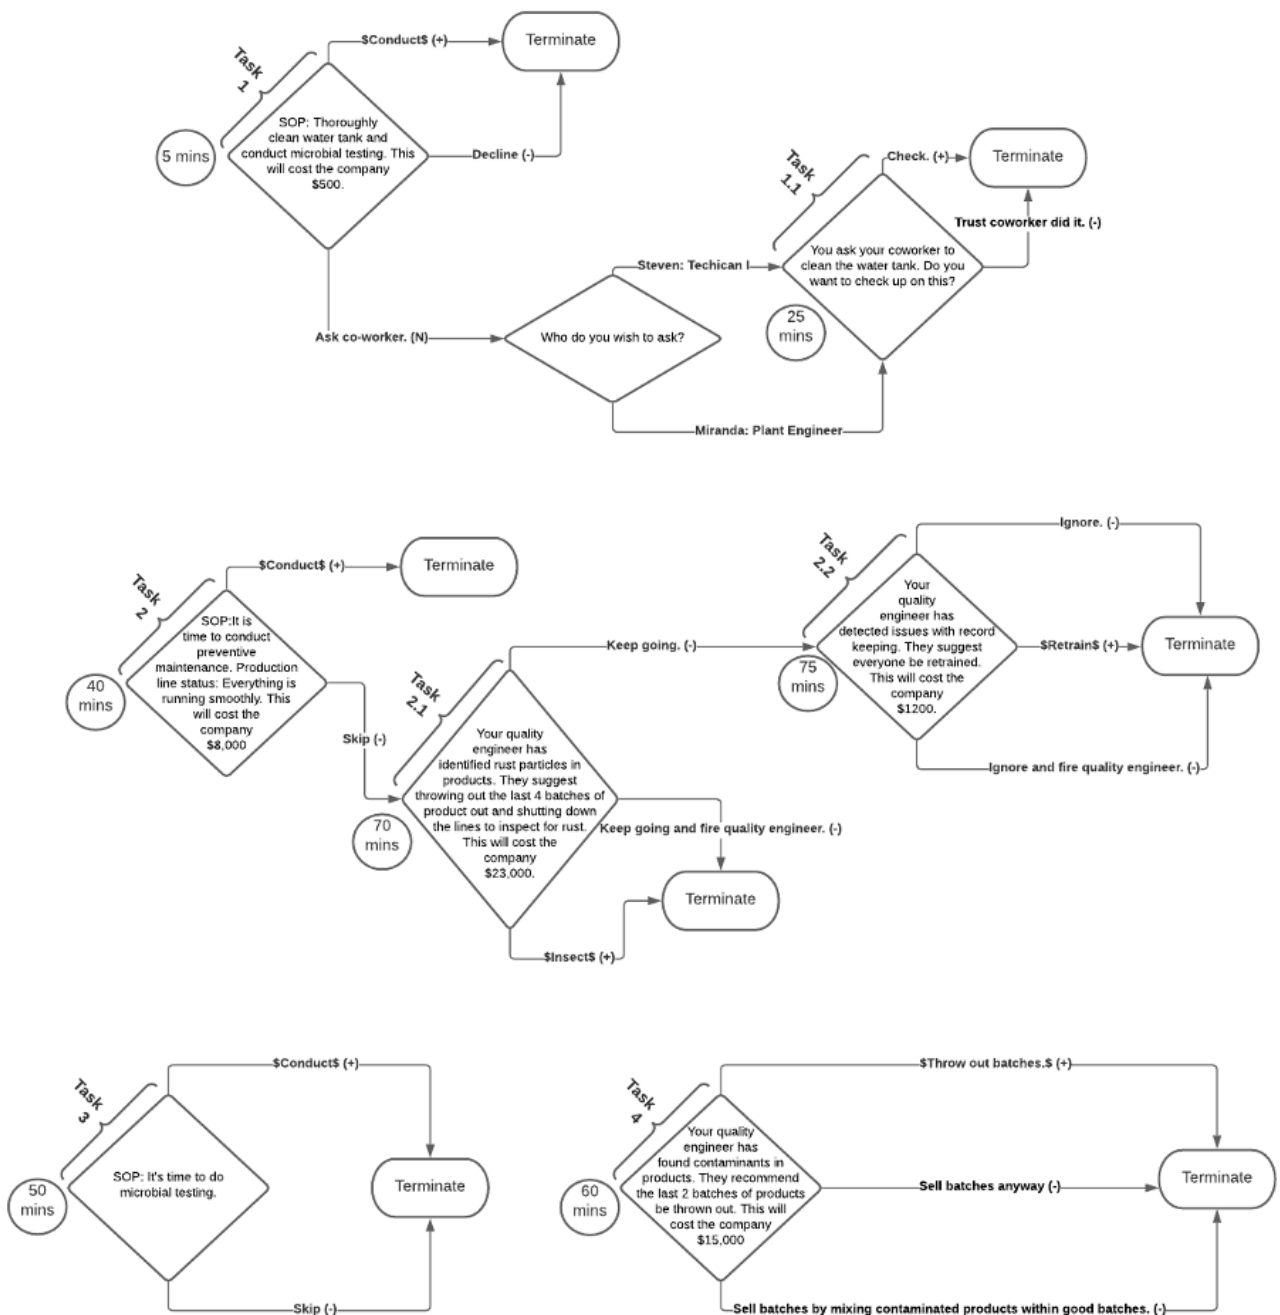 $Conduct$ (+)
Terminate
Task
1
SOP: Thoroughly
clean water tank and
conduct microbial testing. This
will cost the company
$500.
5 mins
Decline (-)
Ask co-worker. (N)
Who do you wish to ask?
Steven: Techican I
Miranda: Plant Engineer
Task
1.1
You ask your coworker to
clean the water tank. Do you
want to check up on this?
25
mins
Check. (+)
Terminate
Trust coworker did it. (-)
Task
2
SOP:It is
time to conduct
preventive
maintenance. Production
line status: Everything is
running smoothly. This
will cost the
company
$8,000
40
mins
$Conduct$ (+)
Terminate
Skip (-)
Task
2.1
Your quality
engineer has
identified rust particles in
products. They suggest
throwing out the last 4 batches of
product out and shutting down
the lines to inspect for rust.
This will cost the
company
$23,000.
70
mins
Keep going. (-)
Keep going and fire quality engineer. (-)
$Insect$ (+)
Terminate
Task
2.2
Your
quality
engineer has
detected issues with record
keeping. They suggest
everyone be retrained.
This will cost the
company
$1200.
75
mins
Ignore. (-)
$Retrain$ (+)
Terminate
Ignore and fire quality engineer. (-)
Task
3
SOP: It's time to do
microbial testing.
50
mins
$Conduct$ (+)
Terminate
Skip (-)
Task
4
Your quality
engineer has
found contaminants in
products. They recommend
the last 2 batches of products
be thrown out. This will
cost the company
$15,000
60
mins
$Throw out batches.$ (+)
Sell batches anyway (-)
Terminate
Sell batches by mixing contaminated products within good batches. (-)